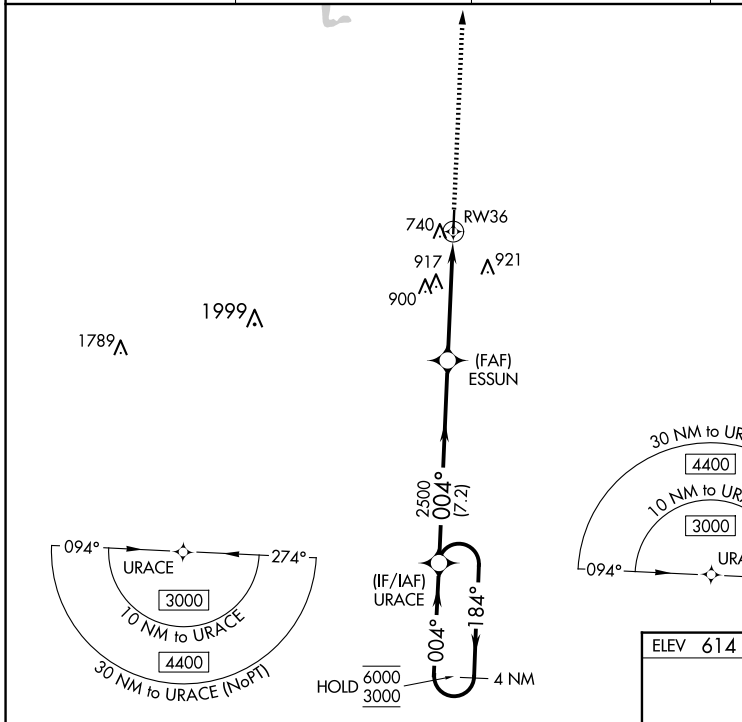 RW36
740
917
921
900
1999
1789
(FAF)
ESSUN
2500
004°
(7.2)
30 NM to UR
4400
10 NM to URA
3000
URA
094°
094°
274°
URACE
3000
10 NM to URACE
4400
30 NM to URACE (NoPT)
(IF/IAF)
URACE
004°
184°
HOLD
6000
3000
4 NM
ELEV 614